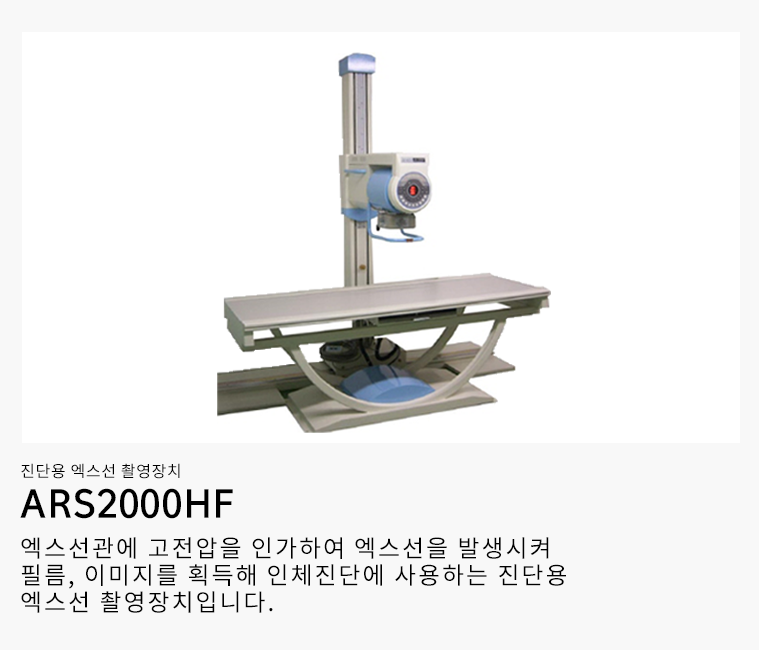 진단용 엑스선 촬영장치
ARS2000HF
엑스선관에 고전압을 인가하여 엑스선을 발생시켜
필름, 이미지를 획득해 인체진단에 사용하는 진단용
엑스선 촬영장치입니다.